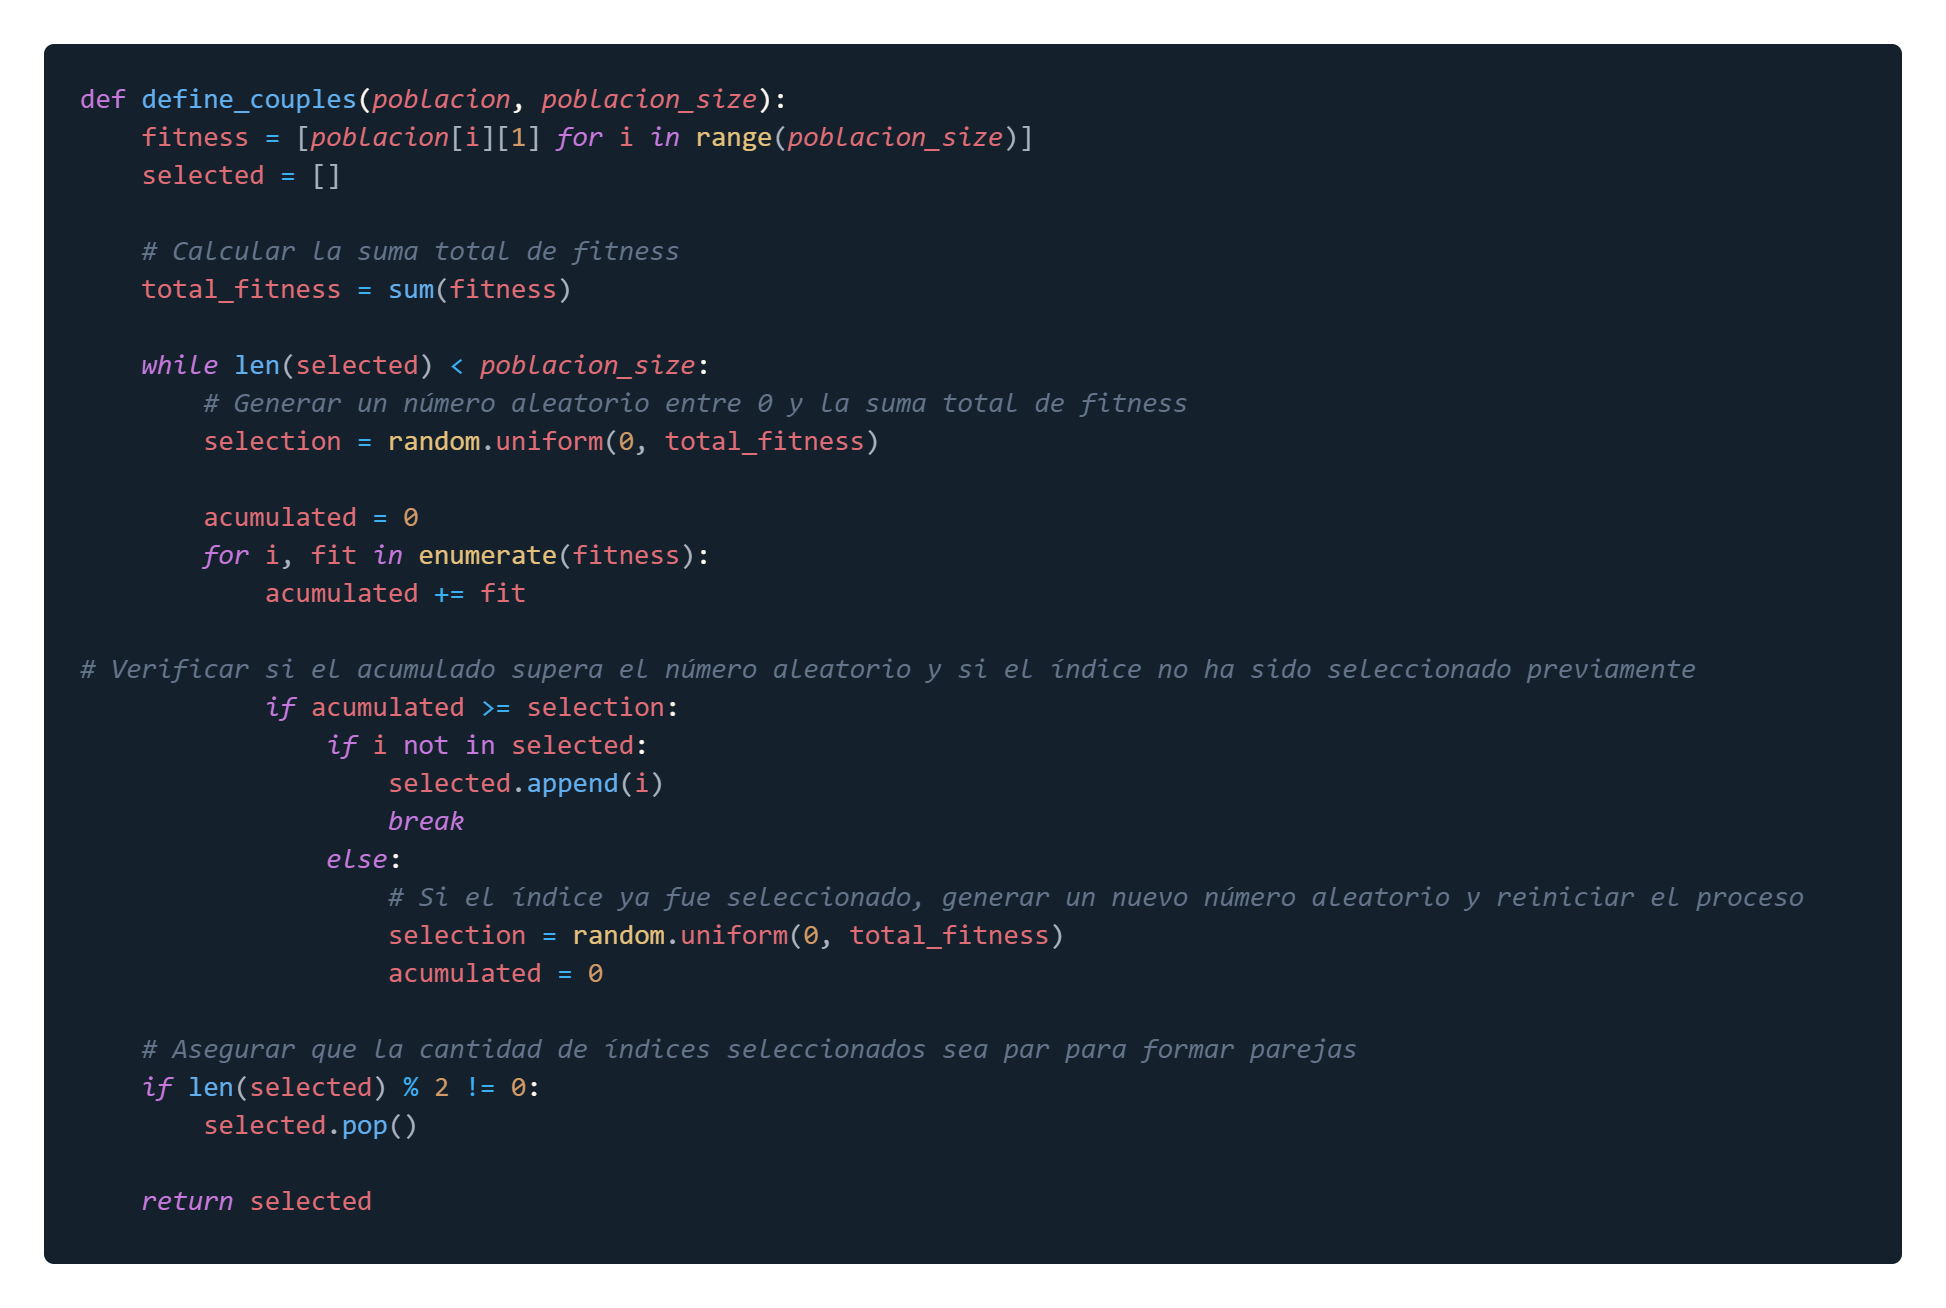 def define_couples(poblacion, poblacion_size):
    fitness = [poblacion[i][1] for i in range(poblacion_size)]
    selected = []

    # Calcular la suma total de fitness
    total_fitness = sum(fitness)

    while len(selected) < poblacion_size:
        # Generar un número aleatorio entre 0 y la suma total de fitness
        selection = random.uniform(0, total_fitness)

        acumulated = 0
        for i, fit in enumerate(fitness):
            acumulated += fit

# Verificar si el acumulado supera el número aleatorio y si el índice no ha sido seleccionado previamente
            if acumulated >= selection:
                if i not in selected:
                    selected.append(i)
                    break
                else:
                    # Si el índice ya fue seleccionado, generar un nuevo número aleatorio y reiniciar el proceso
                    selection = random.uniform(0, total_fitness)
                    acumulated = 0

    # Asegurar que la cantidad de índices seleccionados sea par para formar parejas
    if len(selected) % 2 != 0:
        selected.pop()

    return selected